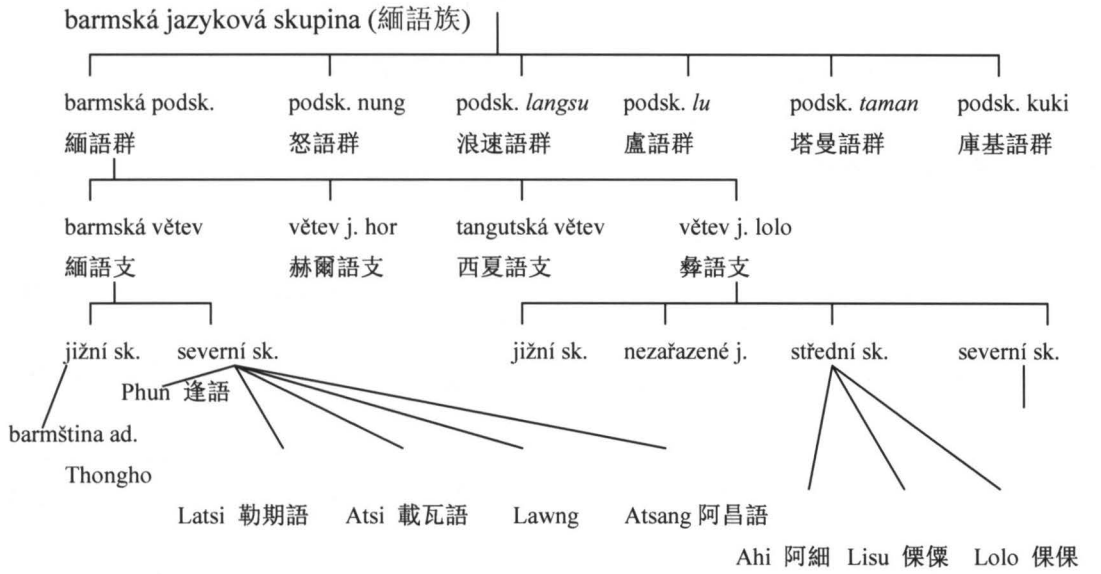 barmská jazyková skupina (緬語族)
barmská podsk. podsk. nung podsk. langsu podsk. lu podsk. taman podsk. kuki
緬語群 怒語群 浪速語群 盧語群 塔曼語群 庫基語群
barmská větev větev j. hor tangutská větev větev j. lolo
緬語支 赫爾語支 西夏語支 彜語支
jižní sk. severní sk. jižní sk. nezařazené j. střední sk. severní sk.
Phun 逢語
barmština ad.
Thongho
Latsi 勒期語 Atsi 載瓦語 Lawng Atsang 阿昌語
Ahi 阿細 Lisu 傈僳 Lolo 倮倮